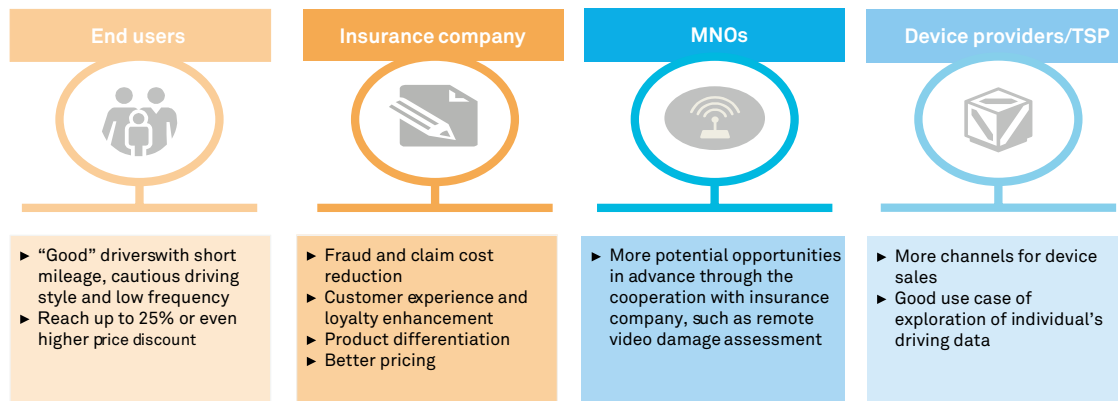 End users
Insurance company
MNOs
Device providers/TSP
► “Good” driverswith short
mileage, cautious driving
style and low frequency
► Reach up to 25% or even
higher price discount
► Fraud and claim cost
reduction
► Customer experience and
loyalty enhancement
► Product differentiation
► Better pricing
► More potential opportunities
in advance through the
cooperation with insurance
company, such as remote
video damage assessment
► More channels for device
sales
► Good use case of
exploration of individual’s
driving data